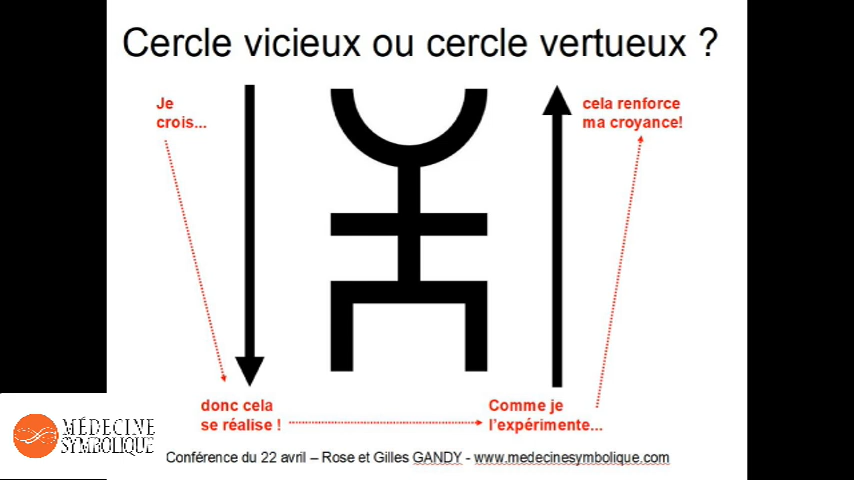 Cercle vicieux ou cercle vertueux ?
Je
crois...
cela renforce
ma croyance!
donc cela
se réalise !
Comme je
l'expérimente...
MÉDECINE
SYMBOLIQUE
Conférence du 22 avril – Rose et Gilles GANDY - www.medecinesymbolique.com